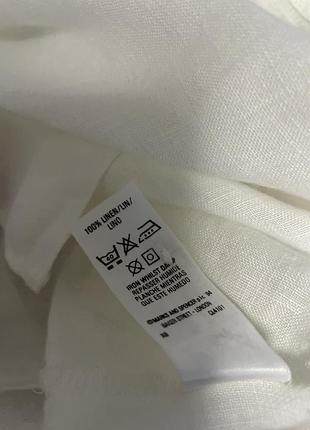 100% LINEN/LIN/
LINO
IRON WHILST DAMP
REPASSER HUMIDE
PLANCHE MIENTRAS
QUE ESTE HUMEDO
©MARKS AND SPENCER p.l.c. 94
BAKER STREET - LONDON